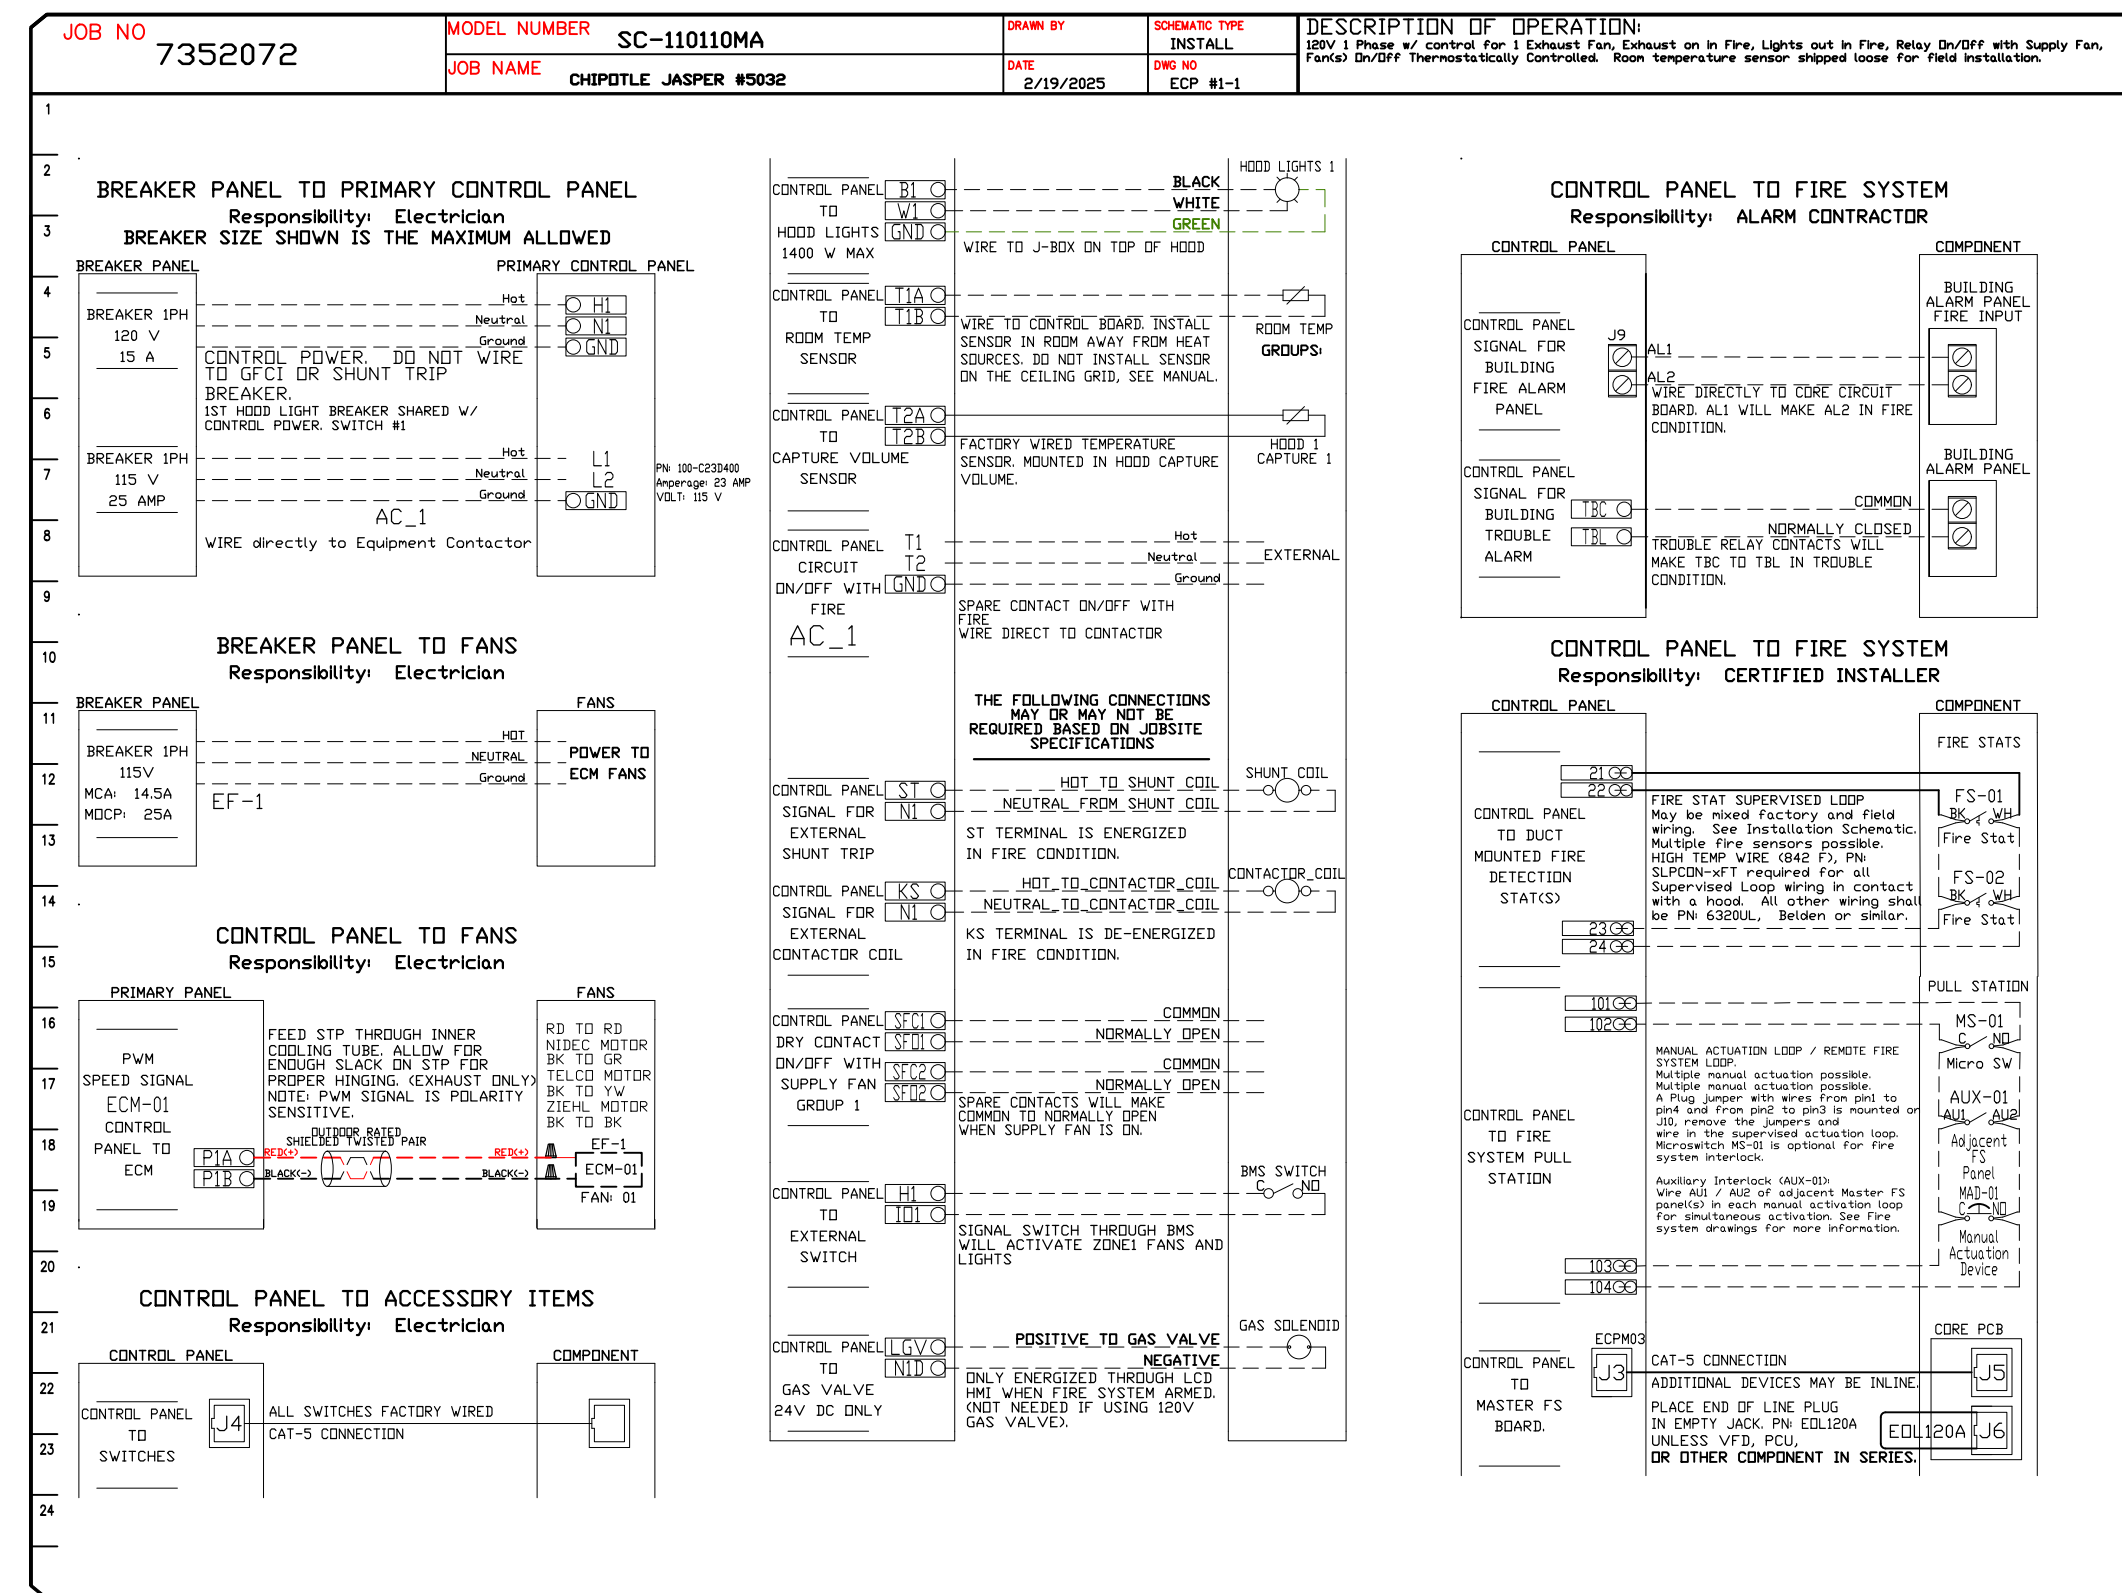 JOB NO
7352072
MODEL NUMBER SC-110110MA
JOB NAME CHIPOTLE JASPER #5032
DRAWN BY
DATE
2/19/2025
SCHEMATIC TYPE
INSTALL
DWG NO
ECP #1-1
DESCRIPTION OF OPERATION:
120V 1 Phase w/ control for 1 Exhaust Fan, Exhaust on in Fire, Lights out in Fire, Relay On/Off with Supply Fan,
Fan(s) On/Off Thermostatically Controlled. Room temperature sensor shipped loose for field installation.
1
2
3
4
5
6
7
8
9
10
11
12
13
14
15
16
17
18
19
20
21
22
23
24
BREAKER PANEL TO PRIMARY CONTROL PANEL
Responsibility: Electrician
BREAKER SIZE SHOWN IS THE MAXIMUM ALLOWED
BREAKER PANEL
PRIMARY CONTROL PANEL
BREAKER 1PH
120 V
15 A
Hot
H1
Neutral
N1
Ground
GND
CONTROL POWER. DO NOT WIRE
TO GFCI OR SHUNT TRIP
BREAKER.
1ST HOOD LIGHT BREAKER SHARED W/
CONTROL POWER. SWITCH #1
BREAKER 1PH
115 V
25 AMP
Hot
L1
Neutral
L2
Ground
GND
PN: 100-C23D400
Amperage: 23 AMP
VOLT: 115 V
AC_1
WIRE directly to Equipment Contactor
BREAKER PANEL TO FANS
Responsibility: Electrician
BREAKER PANEL
FANS
BREAKER 1PH
115V
MCA: 14.5A
MOCP: 25A
HOT
NEUTRAL
Ground
POWER TO
ECM FANS
EF-1
CONTROL PANEL TO FANS
Responsibility: Electrician
PRIMARY PANEL
FANS
PWM
SPEED SIGNAL
ECM-01
CONTROL
PANEL TO
ECM
FEED STP THROUGH INNER
COOLING TUBE. ALLOW FOR
ENOUGH SLACK ON STP FOR
PROPER HINGING. (EXHAUST ONLY)
NOTE: PWM SIGNAL IS POLARITY
SENSITIVE.
RD TO RD
NIDEC MOTOR
BK TO GR
TELCO MOTOR
BK TO YW
ZIEHL MOTOR
BK TO BK
OUTDOOR RATED
SHIELDED TWISTED PAIR
P1A
RED(+)
RED(+)
P1B
BLACK(-)
BLACK(-)
EF-1
ECM-01
FAN: 01
CONTROL PANEL TO ACCESSORY ITEMS
Responsibility: Electrician
CONTROL PANEL
COMPONENT
CONTROL PANEL
TO
SWITCHES
J4
ALL SWITCHES FACTORY WIRED
CAT-5 CONNECTION
CONTROL PANEL
TO
HOOD LIGHTS
1400 W MAX
B1
W1
GND
BLACK
WHITE
GREEN
HOOD LIGHTS 1
WIRE TO J-BOX ON TOP OF HOOD
CONTROL PANEL
TO
ROOM TEMP
SENSOR
T1A
T1B
WIRE TO CONTROL BOARD. INSTALL
SENSOR IN ROOM AWAY FROM HEAT
SOURCES. DO NOT INSTALL SENSOR
ON THE CEILING GRID, SEE MANUAL.
ROOM TEMP
GROUPS:
CONTROL PANEL
TO
CAPTURE VOLUME
SENSOR
T2A
T2B
FACTORY WIRED TEMPERATURE
SENSOR. MOUNTED IN HOOD CAPTURE
VOLUME.
HOOD 1
CAPTURE 1
CONTROL PANEL
CIRCUIT
ON/OFF WITH
FIRE
AC_1
T1
T2
GND
Hot
Neutral
Ground
EXTERNAL
SPARE CONTACT ON/OFF WITH
FIRE
WIRE DIRECT TO CONTACTOR
THE FOLLOWING CONNECTIONS
MAY OR MAY NOT BE
REQUIRED BASED ON JOBSITE
SPECIFICATIONS
CONTROL PANEL
SIGNAL FOR
EXTERNAL
SHUNT TRIP
ST
N1
HOT TO SHUNT COIL
NEUTRAL FROM SHUNT COIL
SHUNT COIL
ST TERMINAL IS ENERGIZED
IN FIRE CONDITION.
CONTROL PANEL
SIGNAL FOR
EXTERNAL
CONTACTOR COIL
KS
N1
HOT TO CONTACTOR COIL
NEUTRAL TO CONTACTOR COIL
CONTACTOR COIL
KS TERMINAL IS DE-ENERGIZED
IN FIRE CONDITION.
CONTROL PANEL
DRY CONTACT
ON/OFF WITH
SUPPLY FAN
GROUP 1
SFC1
SFO1
SFC2
SFO2
COMMON
NORMALLY OPEN
COMMON
NORMALLY OPEN
SPARE CONTACTS WILL MAKE
COMMON TO NORMALLY OPEN
WHEN SUPPLY FAN IS ON.
CONTROL PANEL
TO
EXTERNAL
SWITCH
H1
IO1
BMS SWITCH
C NO
SIGNAL SWITCH THROUGH BMS
WILL ACTIVATE ZONE1 FANS AND
LIGHTS
CONTROL PANEL
TO
GAS VALVE
24V DC ONLY
LGV
N1D
POSITIVE TO GAS VALVE
NEGATIVE
GAS SOLENOID
ONLY ENERGIZED THROUGH LCD
HMI WHEN FIRE SYSTEM ARMED.
(NOT NEEDED IF USING 120V
GAS VALVE).
CONTROL PANEL TO FIRE SYSTEM
Responsibility: ALARM CONTRACTOR
CONTROL PANEL
COMPONENT
CONTROL PANEL
SIGNAL FOR
BUILDING
FIRE ALARM
PANEL
J9
AL1
AL2
WIRE DIRECTLY TO CORE CIRCUIT
BOARD. AL1 WILL MAKE AL2 IN FIRE
CONDITION.
BUILDING
ALARM PANEL
FIRE INPUT
CONTROL PANEL
SIGNAL FOR
BUILDING
TROUBLE
ALARM
TBC
TBL
COMMON
NORMALLY CLOSED
TROUBLE RELAY CONTACTS WILL
MAKE TBC TO TBL IN TROUBLE
CONDITION.
BUILDING
ALARM PANEL
CONTROL PANEL TO FIRE SYSTEM
Responsibility: CERTIFIED INSTALLER
CONTROL PANEL
COMPONENT
CONTROL PANEL
TO DUCT
MOUNTED FIRE
DETECTION
STAT(S)
21
22
23
24
FIRE STAT SUPERVISED LOOP
May be mixed factory and field
wiring. See Installation Schematic.
Multiple fire sensors possible.
HIGH TEMP WIRE (842 F), PN:
SLPCON-xFT required for all
Supervised Loop wiring in contact
with a hood. All other wiring shall
be PN: 6320UL, Belden or similar.
FIRE STATS
FS-01
BK WH
Fire Stat
FS-02
BK WH
Fire Stat
CONTROL PANEL
TO FIRE
SYSTEM PULL
STATION
101
102
103
104
MANUAL ACTUATION LOOP / REMOTE FIRE
SYSTEM LOOP.
Multiple manual actuation possible.
Multiple manual actuation possible.
A Plug jumper with wires from pin1 to
pin4 and from pin2 to pin3 is mounted on
J10, remove the jumpers and
wire in the supervised actuation loop.
Microswitch MS-01 is optional for fire
system interlock.
Auxiliary Interlock (AUX-01):
Wire AU1 / AU2 of adjacent Master FS
panel(s) in each manual activation loop
for simultaneous activation. See Fire
system drawings for more information.
PULL STATION
MS-01
C NO
Micro SW
AUX-01
AU1 AU2
Adjacent
FS
Panel
MAD-01
C NO
Manual
Actuation
Device
CONTROL PANEL
TO
MASTER FS
BOARD.
ECPM03
J3
CAT-5 CONNECTION
ADDITIONAL DEVICES MAY BE INLINE.
PLACE END OF LINE PLUG
IN EMPTY JACK. PN: EOL120A
UNLESS VFD, PCU,
OR OTHER COMPONENT IN SERIES.
CORE PCB
J5
EOL120A
J6